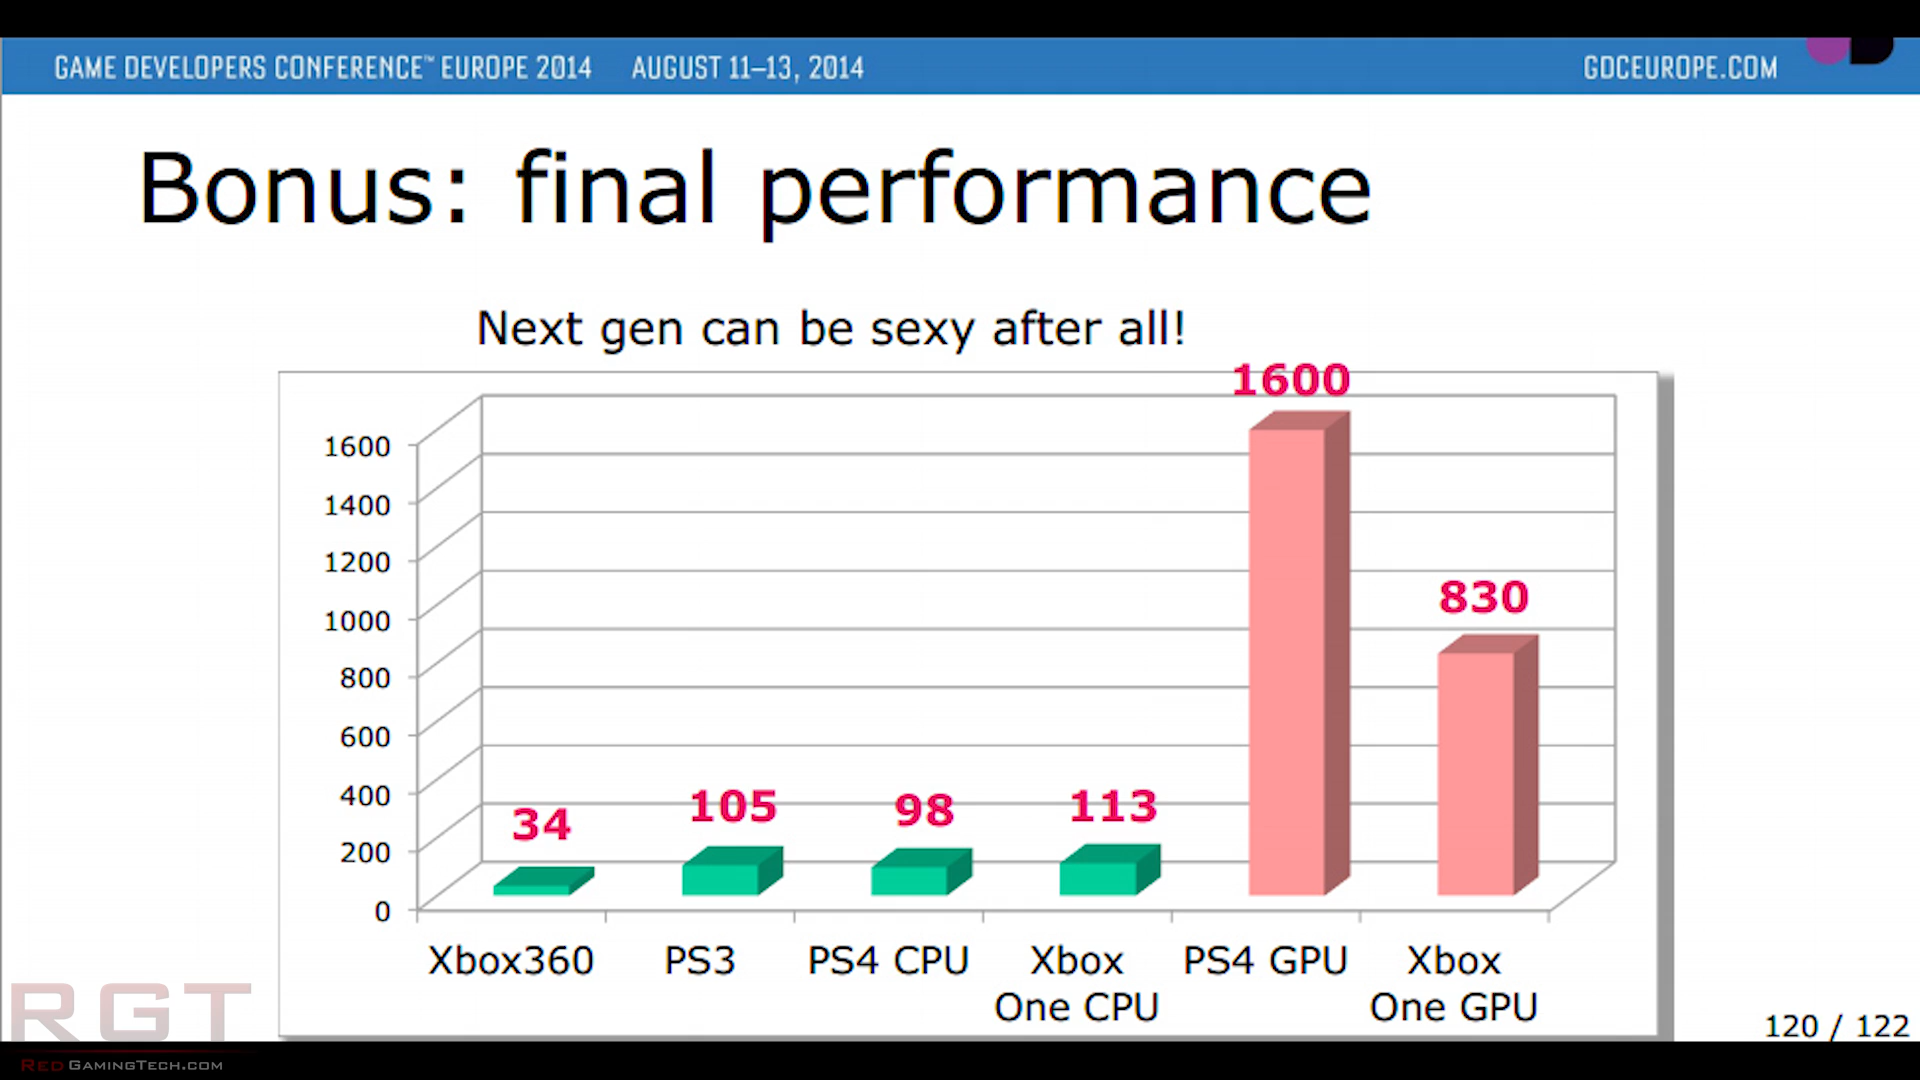 GAME DEVELOPERS CONFERENCE™ EUROPE 2014 AUGUST 11–13, 2014 GDCEUROPE.COM
Bonus: final performance
Next gen can be sexy after all!
1600
1600
1400
1200
1000
800
600
400
200
0
830
34
105
98
113
Xbox360 PS3 PS4 CPU Xbox PS4 GPU Xbox
One CPU One GPU
120 / 122
RGT
REDGAMINGTECH.COM